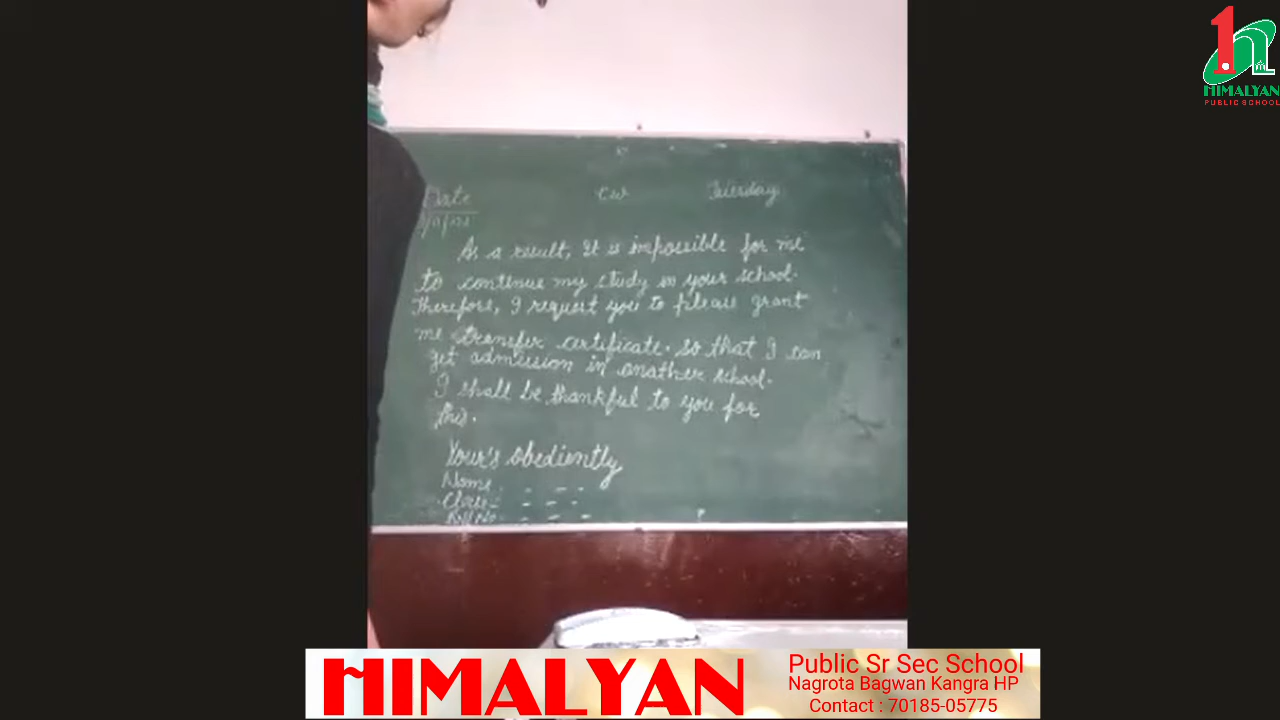 Date
CW
Tuesday
As a result, It is impossible for me
to continue my study in your school.
Therefore, I request you to please grant
me transfer certificate. so that I can
get admission in another school.
I shall be thankful to you for
this.
Your's obediently
Name - - -
Class - - - -
Roll No - - -
1h
HIMALYAN
PUBLIC SCHOOL
HIMALYAN
Public Sr Sec School
Nagrota Bagwan Kangra HP
Contact : 70185-05775